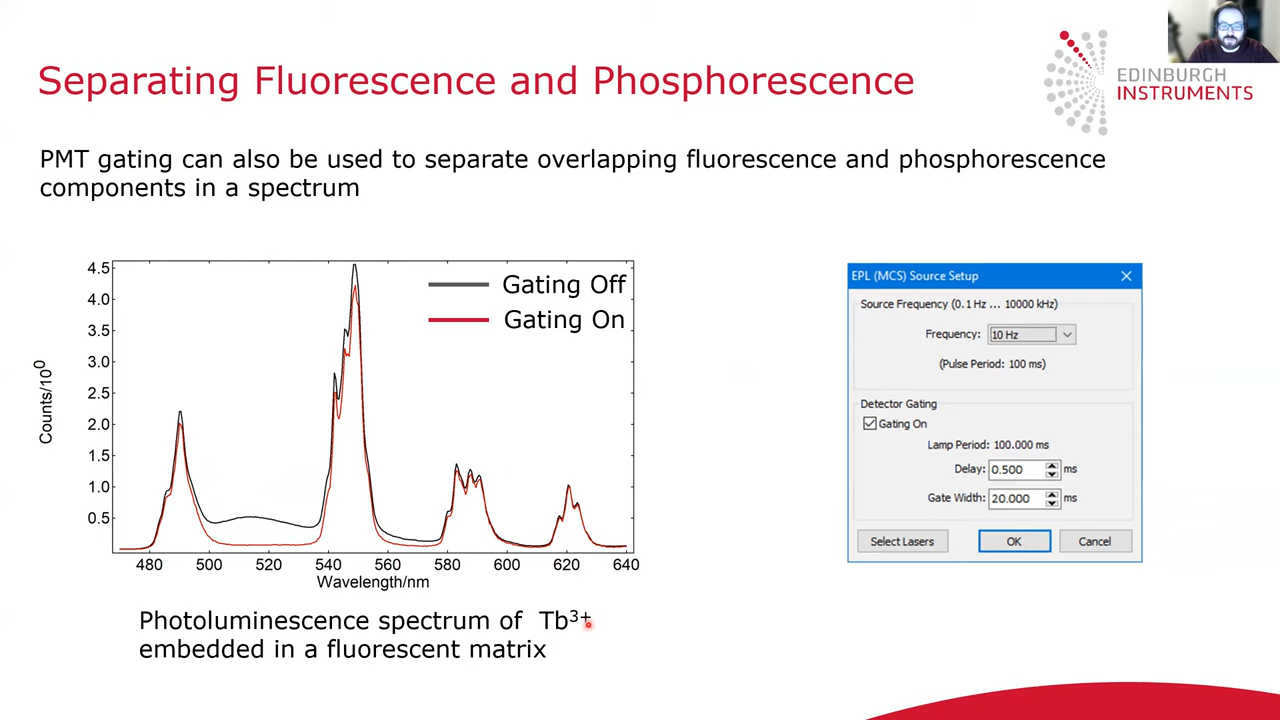 Separating Fluorescence and Phosphorescence
EDINBURGH
INSTRUMENTS
PMT gating can also be used to separate overlapping fluorescence and phosphorescence
components in a spectrum
Gating Off
Gating On
4.5
4.0
3.5
3.0
2.5
2.0
1.5
1.0
0.5
Counts/10⁰
480 500 520 540 560 580 600 620 640
Wavelength/nm
Photoluminescence spectrum of Tb³⁺
embedded in a fluorescent matrix
EPL (MCS) Source Setup
Source Frequency (0.1 Hz ... 10000 kHz)
Frequency: 10 Hz
(Pulse Period: 100 ms)
Detector Gating
Gating On
Lamp Period: 100.000 ms
Delay: 0.500 ms
Gate Width: 20.000 ms
Select Lasers OK Cancel